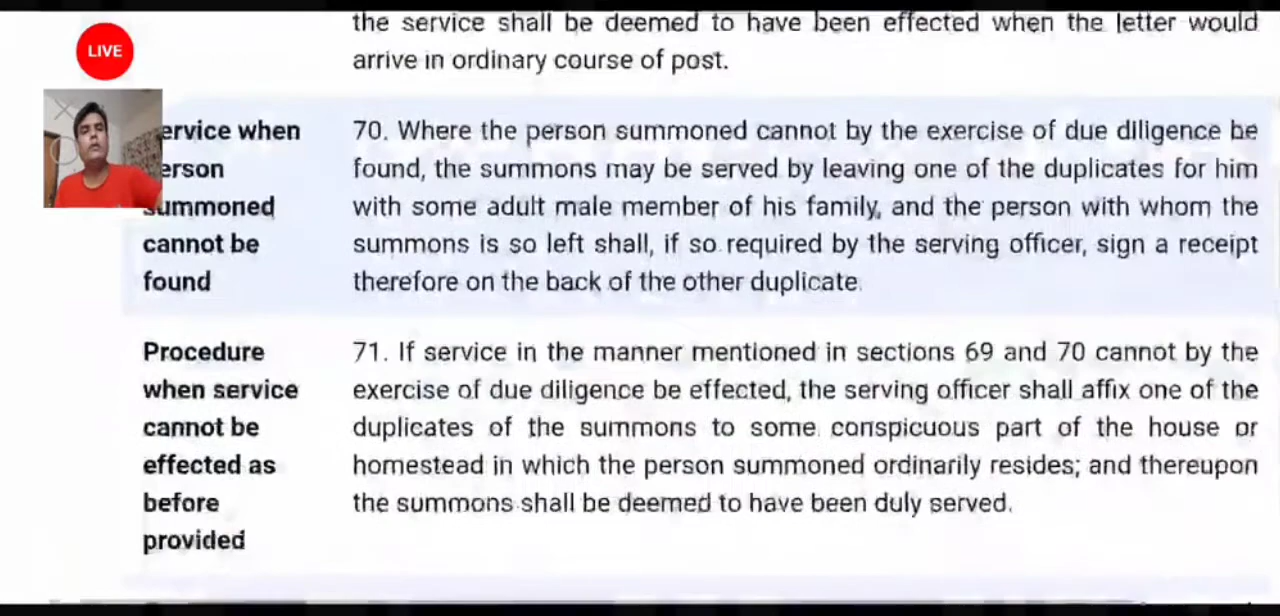 the service shall be deemed to have been effected when the letter would
arrive in ordinary course of post.
LIVE
ervice when
erson
summoned
cannot be
found
70. Where the person summoned cannot by the exercise of due diligence be
found, the summons may be served by leaving one of the duplicates for him
with some adult male member of his family, and the person with whom the
summons is so left shall, if so required by the serving officer, sign a receipt
therefore on the back of the other duplicate.
Procedure
when service
cannot be
effected as
before
provided
71. If service in the manner mentioned in sections 69 and 70 cannot by the
exercise of due diligence be effected, the serving officer shall affix one of the
duplicates of the summons to some conspicuous part of the house or
homestead in which the person summoned ordinarily resides; and thereupon
the summons shall be deemed to have been duly served.